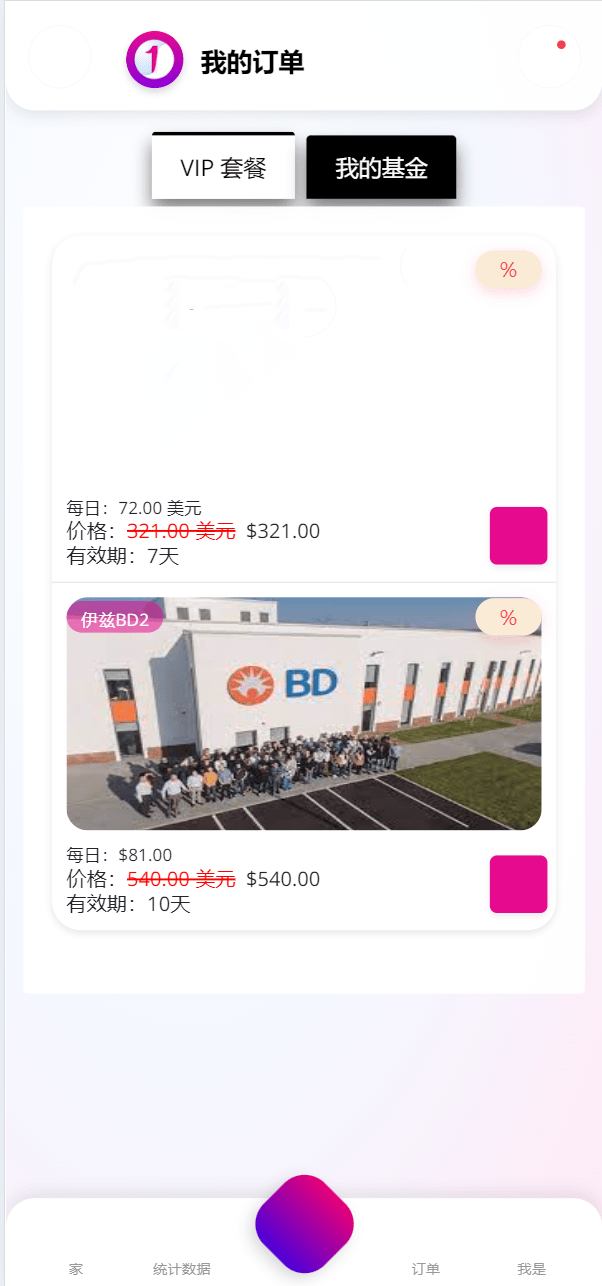 我的订单
VIP 套餐
我的基金
%
每日：72.00 美元
价格：321.00 美元 $321.00
有效期：7天
伊兹BD2
%
BD
每日：$81.00
价格：540.00 美元 $540.00
有效期：10天
家
统计数据
订单
我是